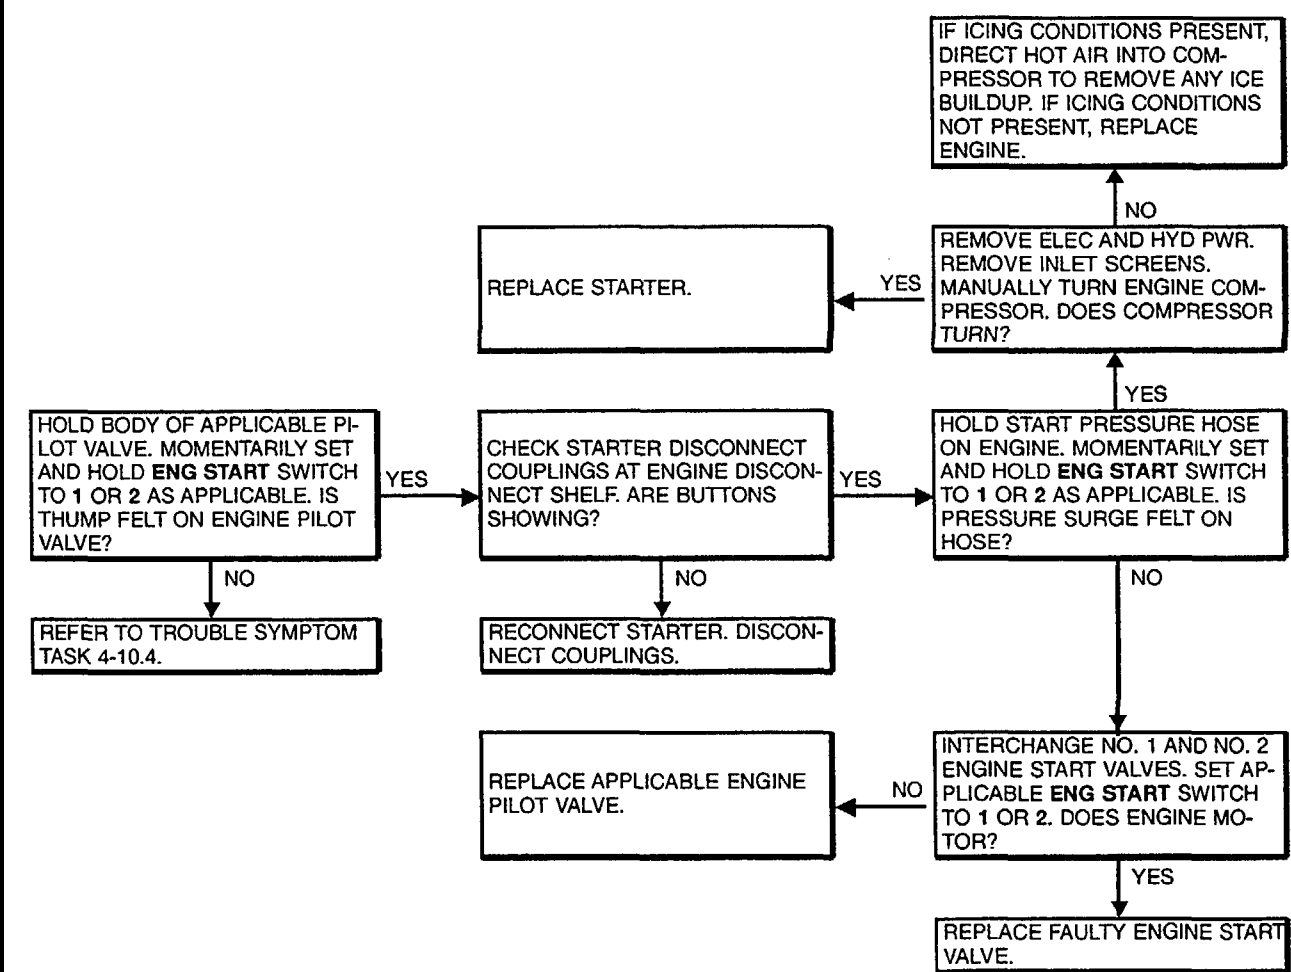 IF ICING CONDITIONS PRESENT,
DIRECT HOT AIR INTO COM-
PRESSOR TO REMOVE ANY ICE
BUILDUP. IF ICING CONDITIONS
NOT PRESENT, REPLACE
ENGINE.
NO
REPLACE STARTER.
YES
REMOVE ELEC AND HYD PWR.
REMOVE INLET SCREENS.
MANUALLY TURN ENGINE COM-
PRESSOR. DOES COMPRESSOR
TURN?
YES
HOLD BODY OF APPLICABLE PI-
LOT VALVE. MOMENTARILY SET
AND HOLD ENG START SWITCH
TO 1 OR 2 AS APPLICABLE. IS
THUMP FELT ON ENGINE PILOT
VALVE?
YES
CHECK STARTER DISCONNECT
COUPLINGS AT ENGINE DISCON-
NECT SHELF. ARE BUTTONS
SHOWING?
YES
HOLD START PRESSURE HOSE
ON ENGINE. MOMENTARILY SET
AND HOLD ENG START SWITCH
TO 1 OR 2 AS APPLICABLE. IS
PRESSURE SURGE FELT ON
HOSE?
NO
NO
NO
REFER TO TROUBLE SYMPTOM
TASK 4-10.4.
RECONNECT STARTER. DISCON-
NECT COUPLINGS.
REPLACE APPLICABLE ENGINE
PILOT VALVE.
NO
INTERCHANGE NO. 1 AND NO. 2
ENGINE START VALVES. SET AP-
PLICABLE ENG START SWITCH
TO 1 OR 2. DOES ENGINE MO-
TOR?
YES
REPLACE FAULTY ENGINE START
VALVE.